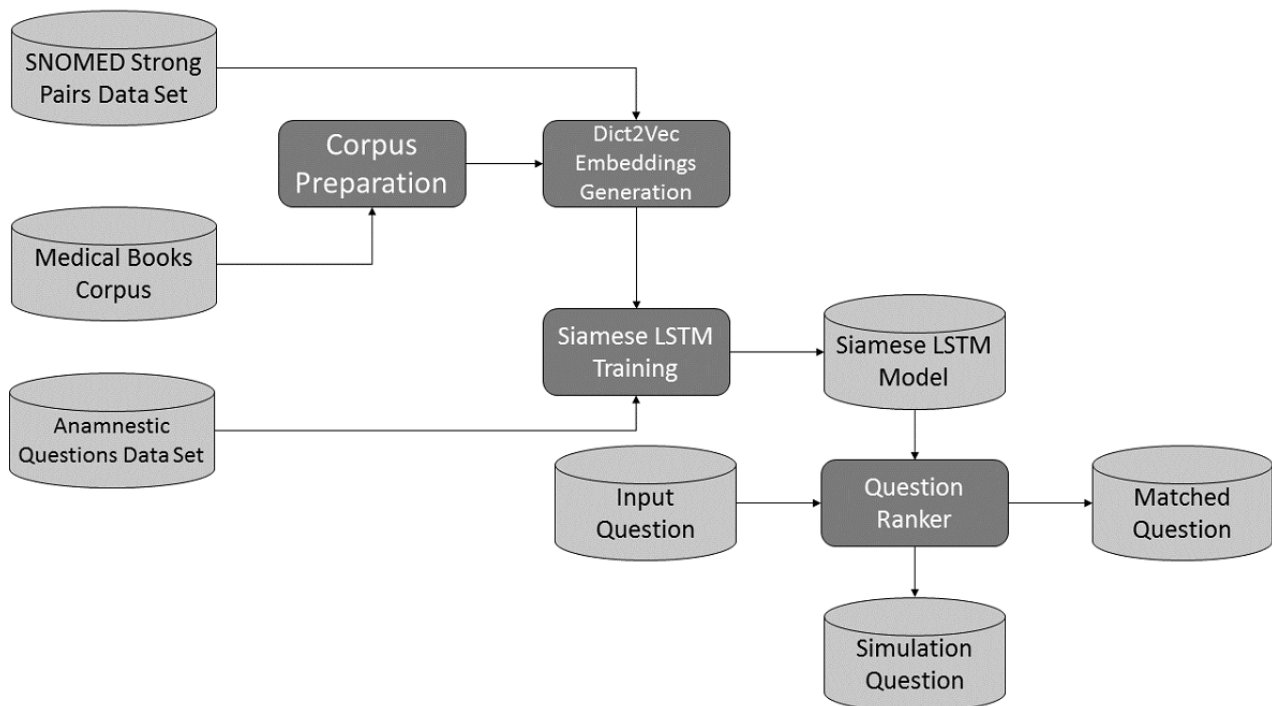 SNOMED Strong
Pairs Data Set
Corpus
Preparation
Dict2Vec
Embeddings
Generation
Medical Books
Corpus
Siamese LSTM
Training
Siamese LSTM
Model
Anamnestic
Questions Data Set
Input
Question
Question
Ranker
Matched
Question
Simulation
Question